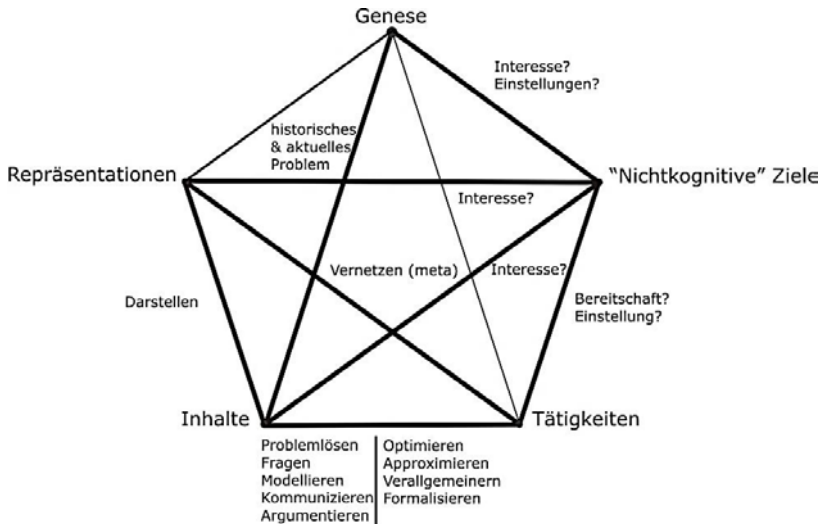 Genese
Interesse?
Einstellungen?
historisches
& aktuelles
Problem
Repräsentationen
"Nichtkognitive" Ziele
Interesse?
Vernetzen (meta)
Interesse?
Darstellen
Bereitschaft?
Einstellung?
Inhalte
Tätigkeiten
Problemlösen
Fragen
Modellieren
Kommunizieren
Argumentieren
Optimieren
Approximieren
Verallgemeinern
Formalisieren